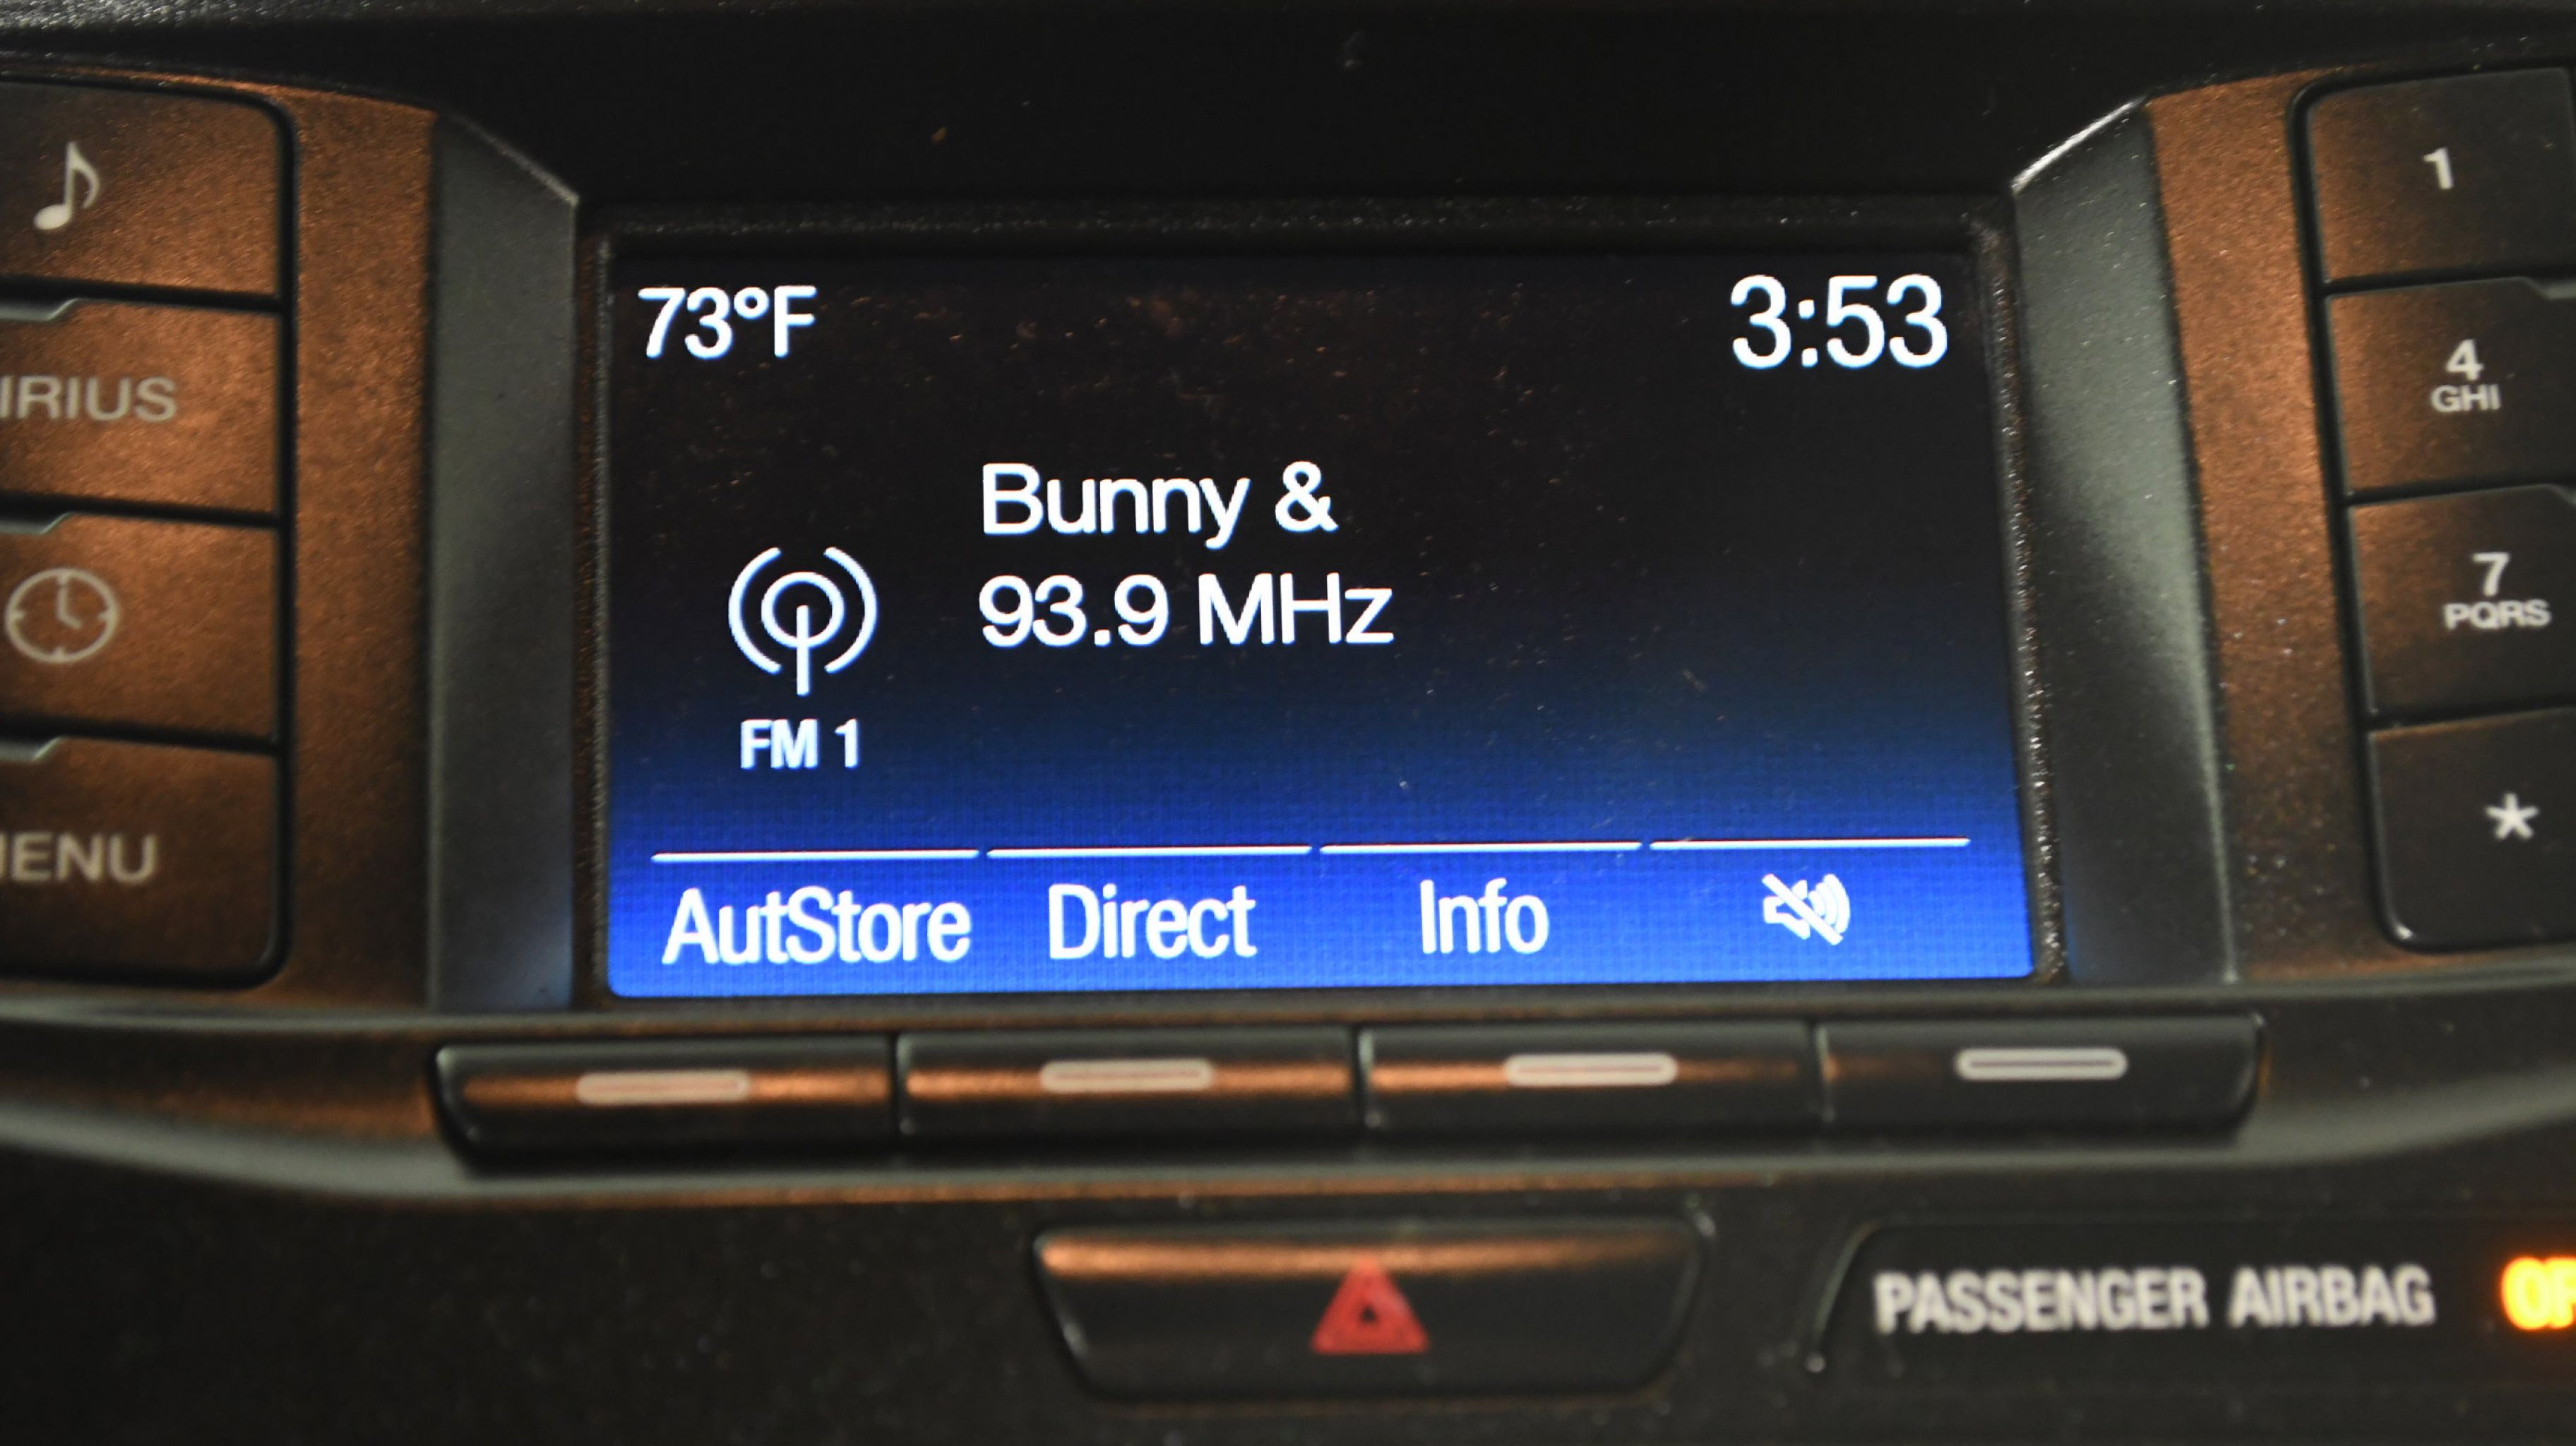 73°F
3:53
Bunny &
93.9 MHz
FM 1
AutStore
Direct
Info
IRIUS
ENU
1
4
GHI
7
PQRS
*
PASSENGER AIRBAG